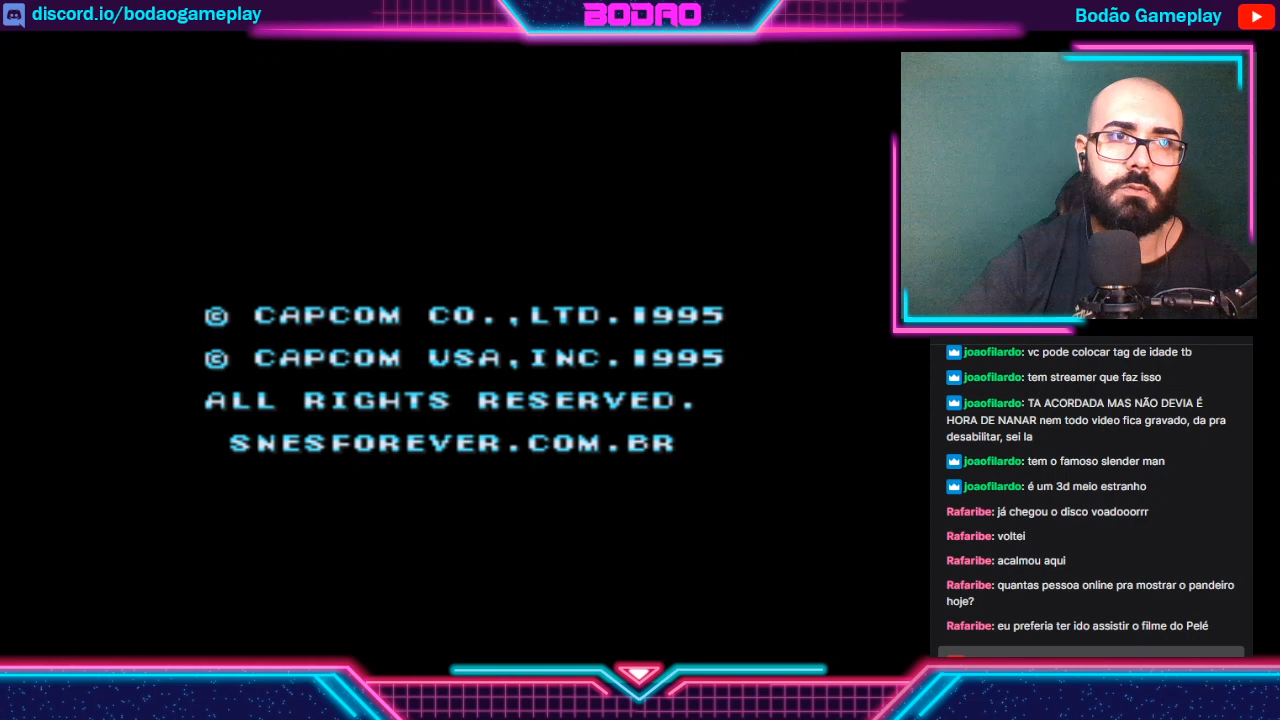 discord.io/bodaogameplay
BODAO
Bodão Gameplay
© CAPCOM CO.,LTD.1995
© CAPCOM USA,INC.1995
ALL RIGHTS RESERVED.
SNESFOREVER.COM.BR
joaofilardo: vc pode colocar tag de idade tb
joaofilardo: tem streamer que faz isso
joaofilardo: TA ACORDADA MAS NÃO DEVIA É
HORA DE NANAR nem todo video fica gravado, da pra
desabilitar, sei la
joaofilardo: tem o famoso slender man
joaofilardo: é um 3d meio estranho
Rafaribe: já chegou o disco voadooorrr
Rafaribe: voltei
Rafaribe: acalmou aqui
Rafaribe: quantas pessoa online pra mostrar o pandeiro
hoje?
Rafaribe: eu preferia ter ido assistir o filme do Pelé